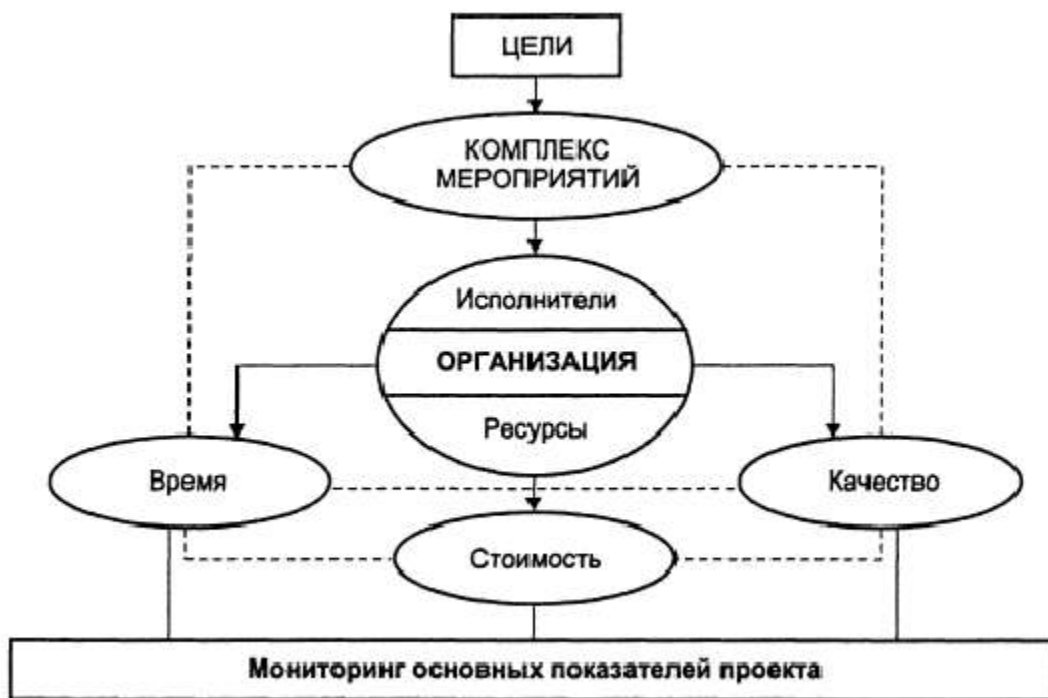 ЦЕЛИ
КОМПЛЕКС
МЕРОПРИЯТИЙ
Исполнители
ОРГАНИЗАЦИЯ
Ресурсы
Время
Качество
Стоимость
Мониторинг основных показателей проекта